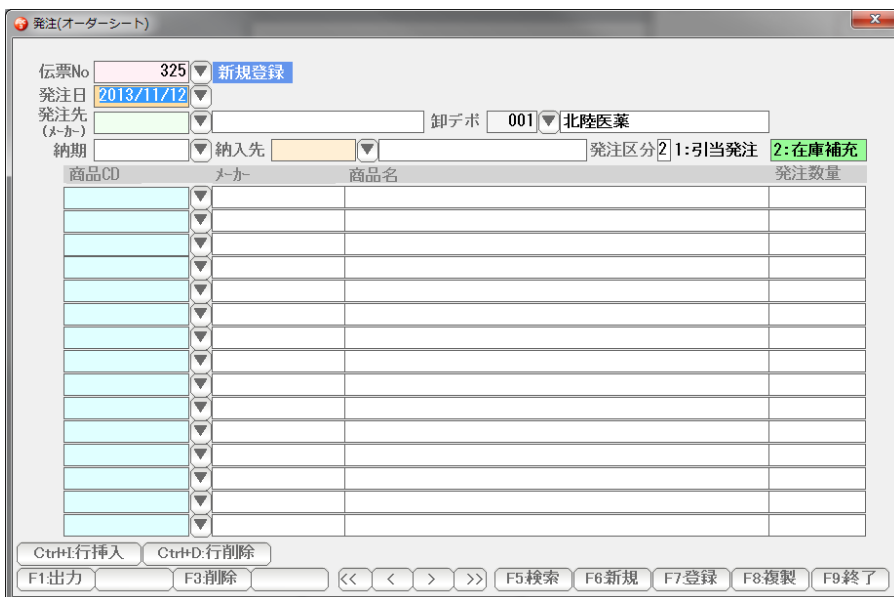 発注(オーダーシート)
伝票No 325 新規登録
発注日 2013/11/12
発注先 卸デポ 001 北陸医薬
(メーカー)
納期 納入先 発注区分 2 1:引当発注 2:在庫補充
商品CD メーカー 商品名 発注数量
Ctrl+I:行挿入 Ctrl+D:行削除
F1:出力 F3:削除 << < > >> F5:検索 F6:新規 F7:登録 F8:複製 F9:終了